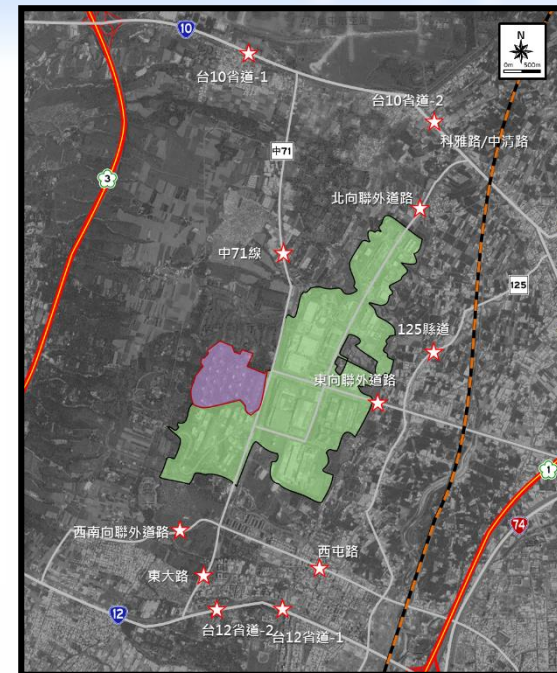 N
0m 500m
10
台10省道-1
台10省道-2
科雅路/中清路
中71
3
北向聯外道路
中71線
125
125縣道
東向聯外道路
1
74
西南向聯外道路
西屯路
東大路
12
台12省道-2
台12省道-1